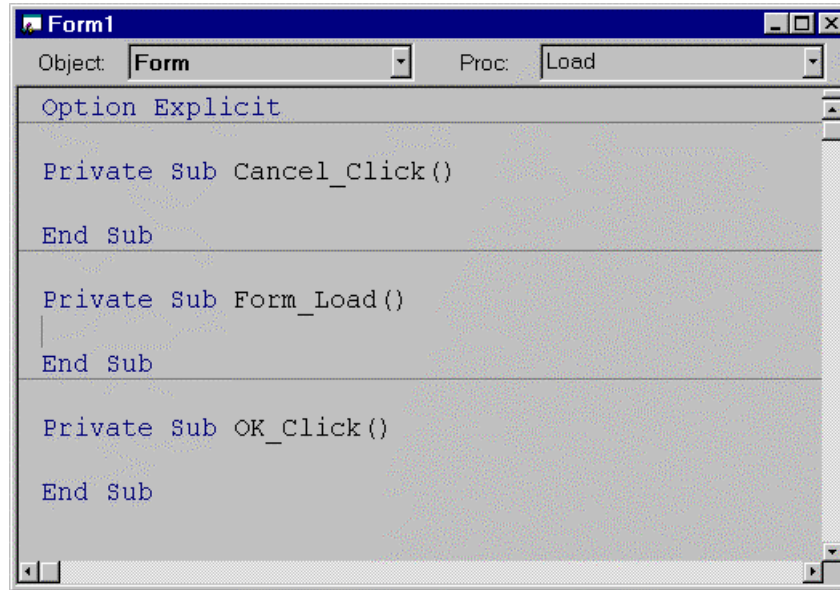 Form1
Object: Form Proc: Load
Option Explicit
Private Sub Cancel_Click()
End Sub
Private Sub Form_Load()
End Sub
Private Sub OK_Click()
End Sub